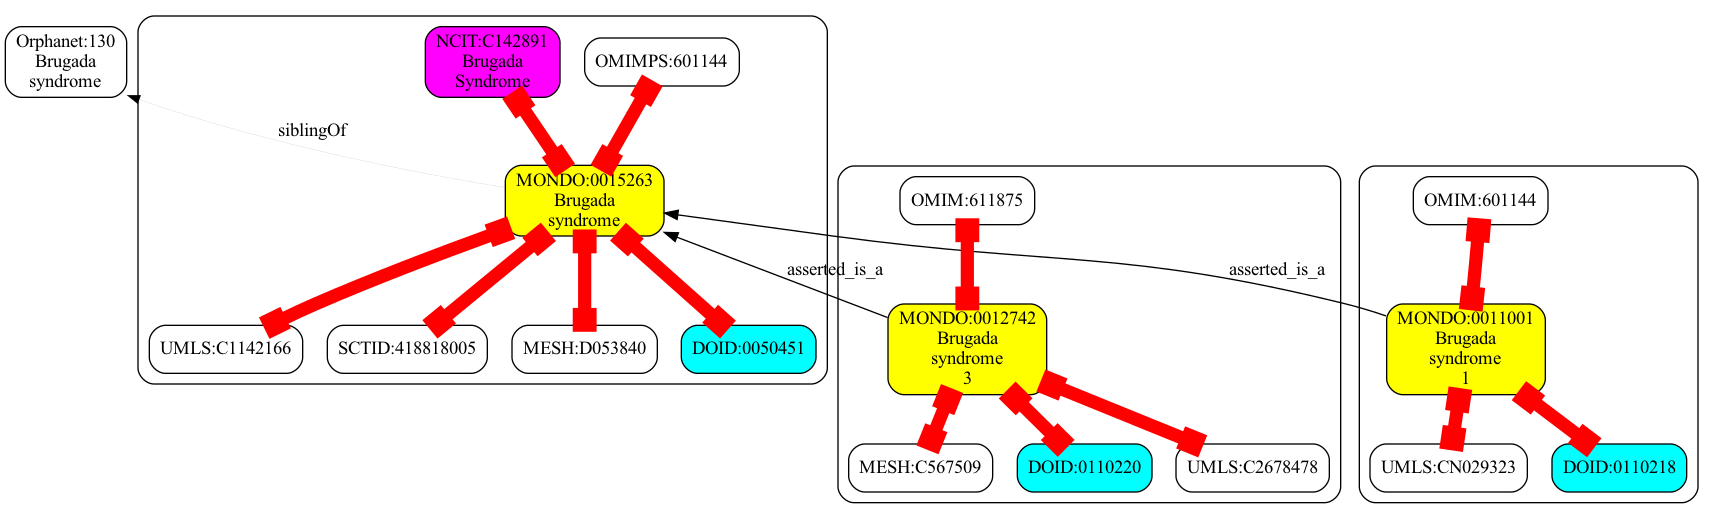 Orphanet:130
Brugada
syndrome
NCIT:C142891
Brugada
Syndrome
OMIMPS:601144
siblingOf
MONDO:0015263
Brugada
syndrome
UMLS:C1142166
SCTID:418818005
MESH:D053840
DOID:0050451
asserted_is_a
OMIM:611875
MONDO:0012742
Brugada
syndrome
3
MESH:C567509
DOID:0110220
UMLS:C2678478
asserted_is_a
OMIM:601144
MONDO:0011001
Brugada
syndrome
1
UMLS:CN029323
DOID:0110218